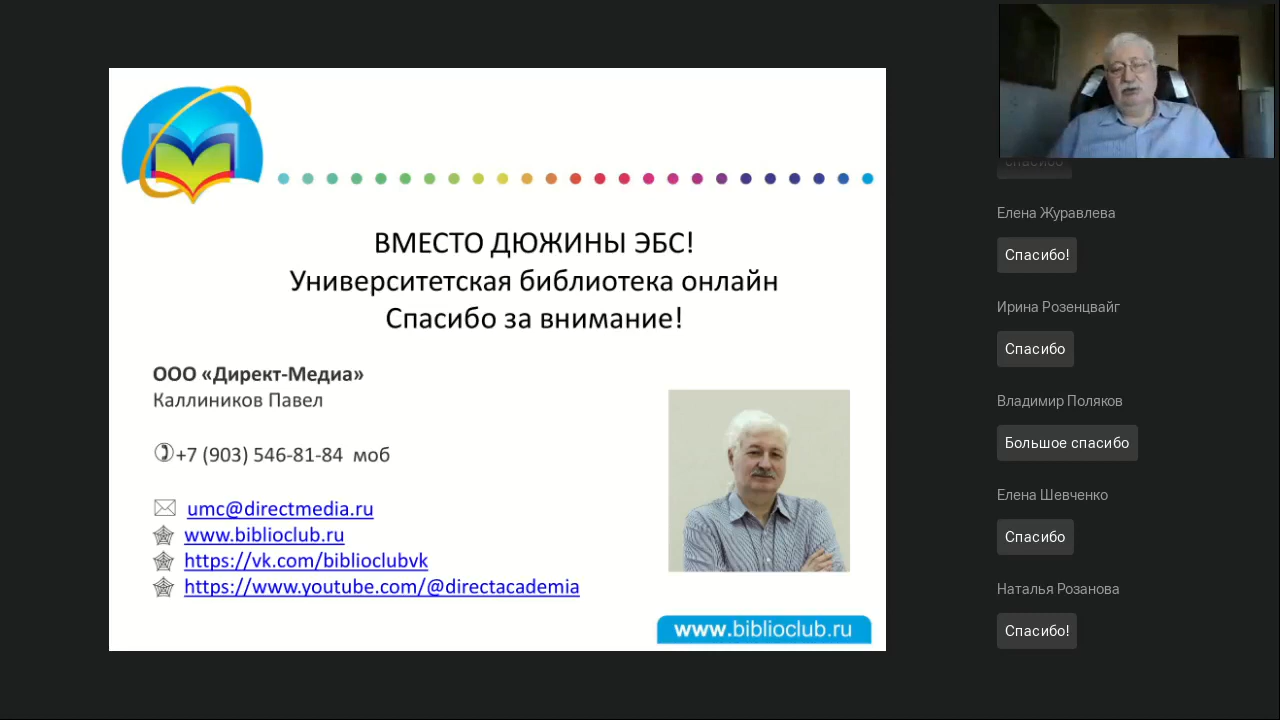 ВМЕСТО ДЮЖИНЫ ЭБС!
Университетская библиотека онлайн
Спасибо за внимание!
ООО «Директ-Медиа»
Каллиников Павел
+7 (903) 546-81-84 моб
umc@directmedia.ru
www.biblioclub.ru
https://vk.com/biblioclubvk
https://www.youtube.com/@directacademia
www.biblioclub.ru
Спасибо
Елена Журавлева
Спасибо!
Ирина Розенцвайг
Спасибо
Владимир Поляков
Большое спасибо
Елена Шевченко
Спасибо
Наталья Розанова
Спасибо!